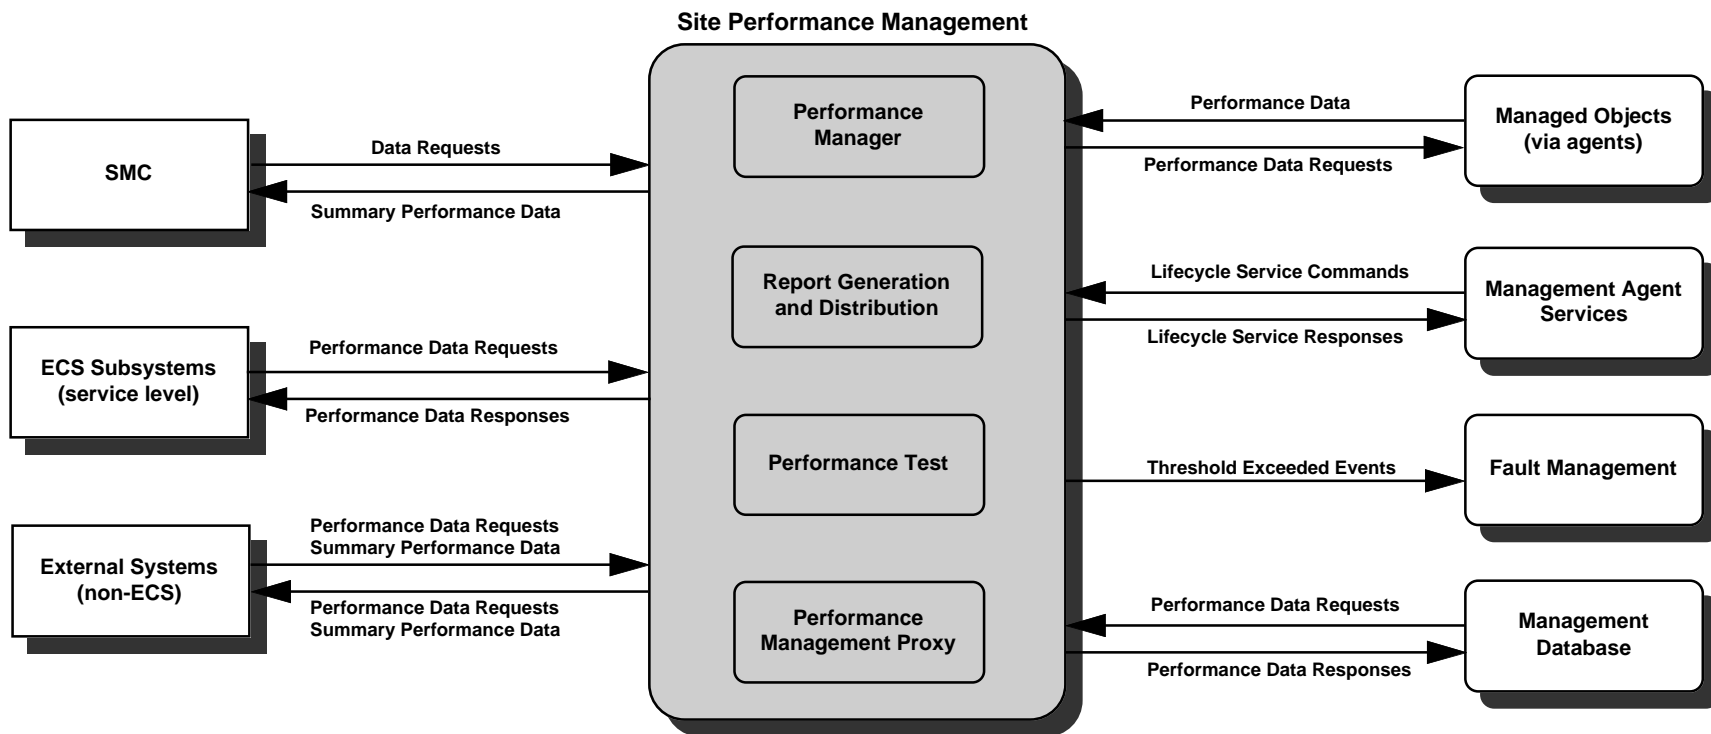 Site Performance Management
SMC
Data Requests
Summary Performance Data
ECS Subsystems
(service level)
Performance Data Requests
Performance Data Responses
External Systems
(non-ECS)
Performance Data Requests
Summary Performance Data
Performance Data Requests
Summary Performance Data
Performance
Manager
Report Generation
and Distribution
Performance Test
Performance
Management Proxy
Performance Data
Performance Data Requests
Managed Objects
(via agents)
Lifecycle Service Commands
Lifecycle Service Responses
Management Agent
Services
Threshold Exceeded Events
Fault Management
Performance Data Requests
Performance Data Responses
Management
Database